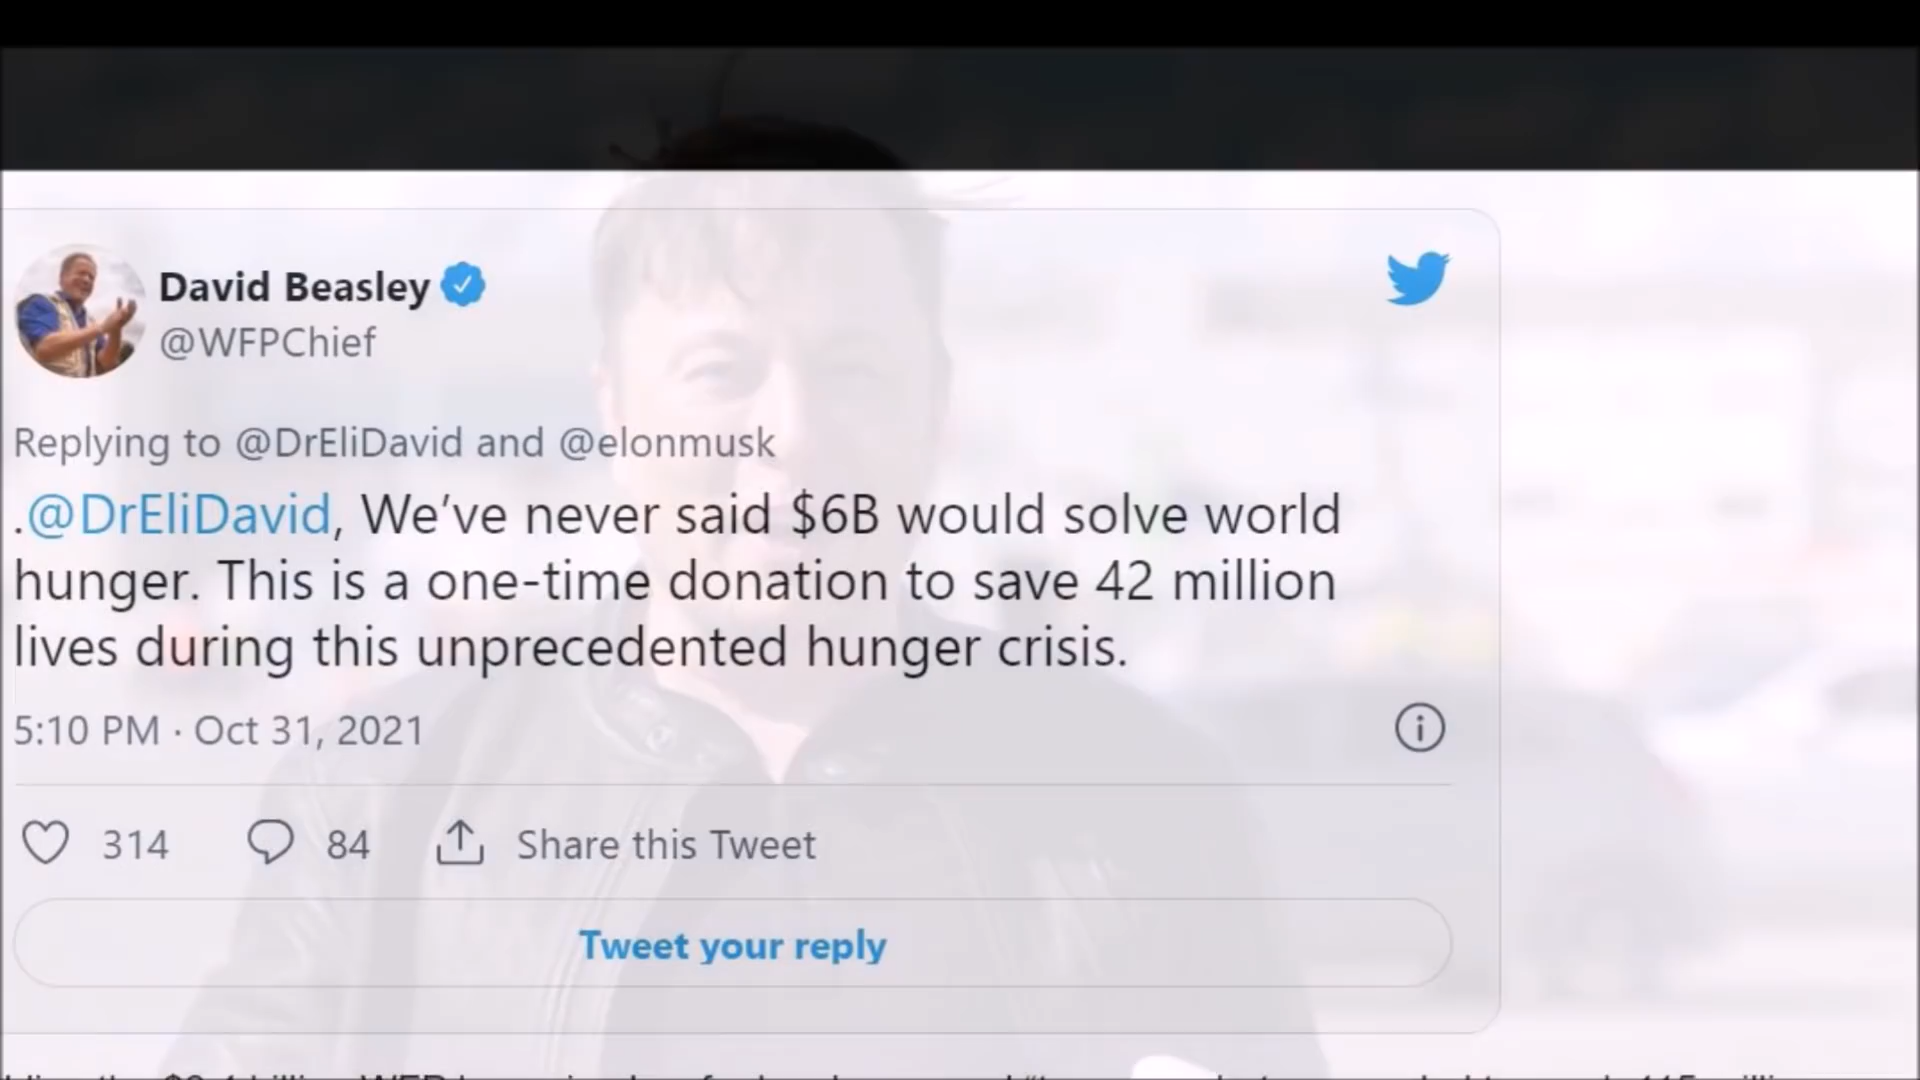 David Beasley
@WFPChief
Replying to @DrEliDavid and @elonmusk
.@DrEliDavid, We’ve never said $6B would solve world
hunger. This is a one-time donation to save 42 million
lives during this unprecedented hunger crisis.
5:10 PM · Oct 31, 2021
314 84 Share this Tweet
Tweet your reply